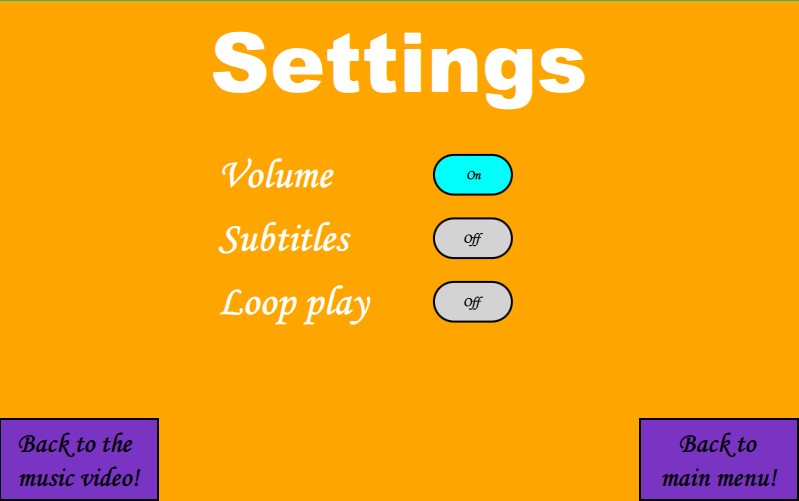 Settings
Volume
On
Subtitles
Off
Loop play
Off
Back to the
music video!
Back to
main menu!